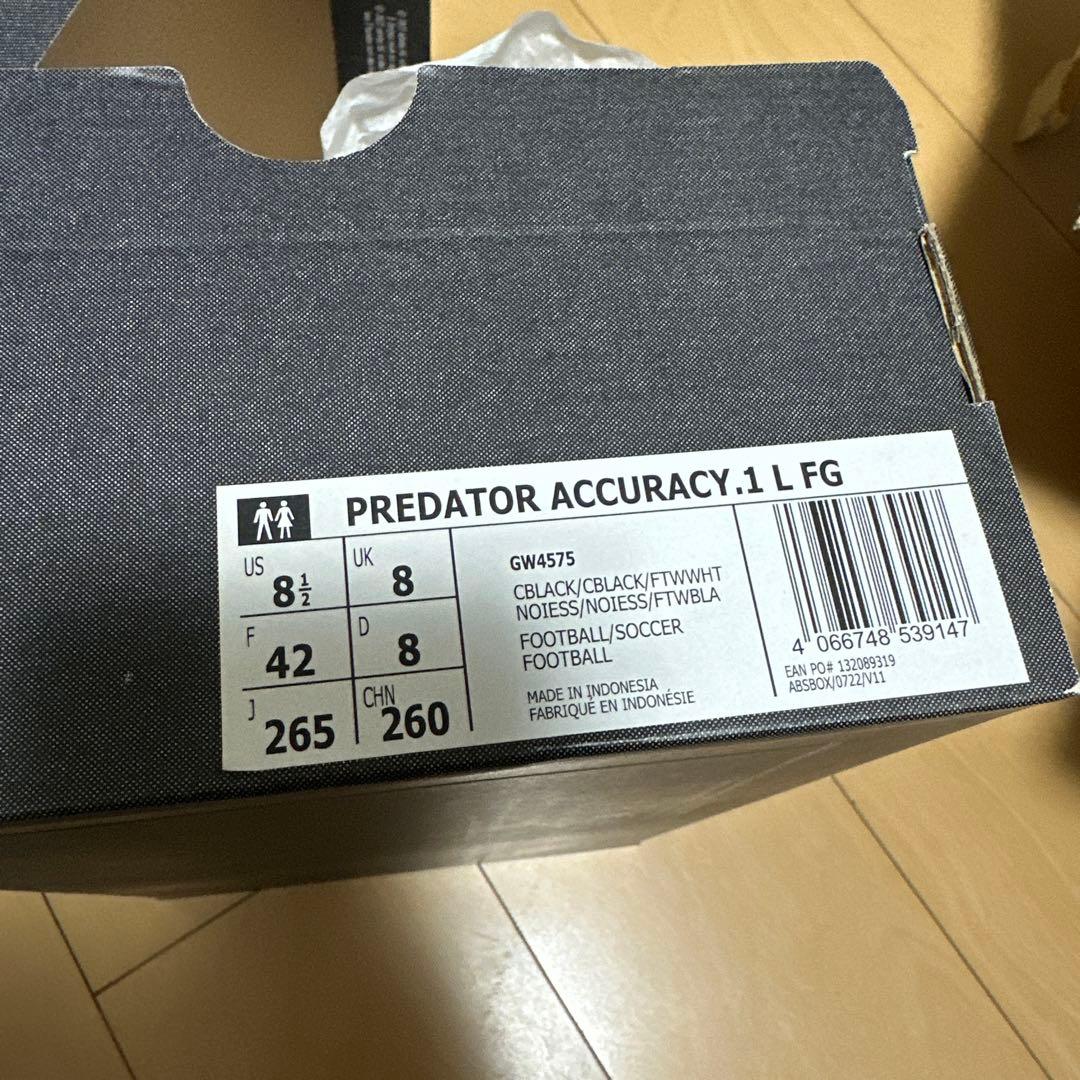 PREDATOR ACCURACY.1 L FG
US 8½ UK 8
F 42 D 8
J 265 CHN 260
GW4575
CBLACK/CBLACK/FTWWHT
NOIESS/NOIESS/FTWBLA
FOOTBALL/SOCCER
FOOTBALL
MADE IN INDONESIA
FABRIQUÉ EN INDONÉSIE
4 066748 539147
EAN PO# 132089319
ABSBOX/0722/V11